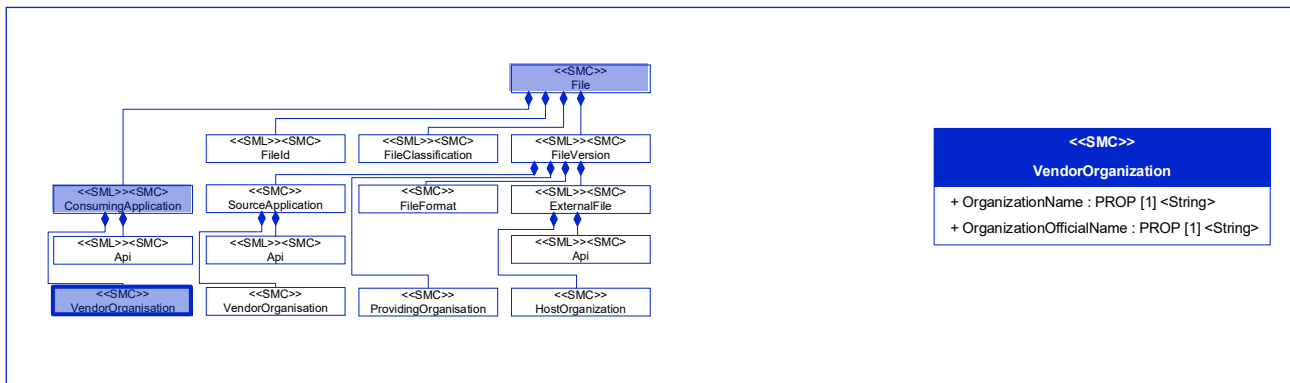 <<SMC>>
File
<<SML>><<SMC>
FileId
<<SML>><<SMC>
FileClassification
<<SML>><<SMC>
FileVersion
<<SML>><<SMC>
ConsumingApplication
<<SML>><<SMC>
SourceApplication
<<SML>><<SMC>
FileFormat
<<SML>><<SMC>
ExternalFile
<<SML>><<SMC>
Api
<<SML>><<SMC>
Api
<<SML>><<SMC>
Api
<<SMC>>
VendorOrganisation
<<SMC>>
VendorOrganisation
<<SMC>>
ProvidingOrganisation
<<SMC>>
HostOrganization
<<SMC>>
VendorOrganization
+ OrganizationName : PROP [1] <String>
+ OrganizationOfficialName : PROP [1] <String>